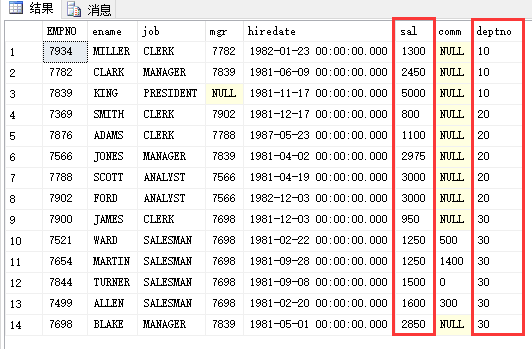 结果 消息
EMPNO ename job mgr hiredate sal comm deptno
1 7934 MILLER CLERK 7782 1982-01-23 00:00:00.000 1300 NULL 10
2 7782 CLARK MANAGER 7839 1981-06-09 00:00:00.000 2450 NULL 10
3 7839 KING PRESIDENT NULL 1981-11-17 00:00:00.000 5000 NULL 10
4 7369 SMITH CLERK 7902 1981-12-17 00:00:00.000 800 NULL 20
5 7876 ADAMS CLERK 7788 1987-05-23 00:00:00.000 1100 NULL 20
6 7566 JONES MANAGER 7839 1981-04-02 00:00:00.000 2975 NULL 20
7 7788 SCOTT ANALYST 7566 1981-04-19 00:00:00.000 3000 NULL 20
8 7902 FORD ANALYST 7566 1982-12-03 00:00:00.000 3000 NULL 20
9 7900 JAMES CLERK 7698 1981-12-03 00:00:00.000 950 NULL 30
10 7521 WARD SALESMAN 7698 1981-02-22 00:00:00.000 1250 500 30
11 7654 MARTIN SALESMAN 7698 1981-09-28 00:00:00.000 1250 1400 30
12 7844 TURNER SALESMAN 7698 1981-09-08 00:00:00.000 1500 0 30
13 7499 ALLEN SALESMAN 7698 1981-02-20 00:00:00.000 1600 300 30
14 7698 BLAKE MANAGER 7839 1981-05-01 00:00:00.000 2850 NULL 30